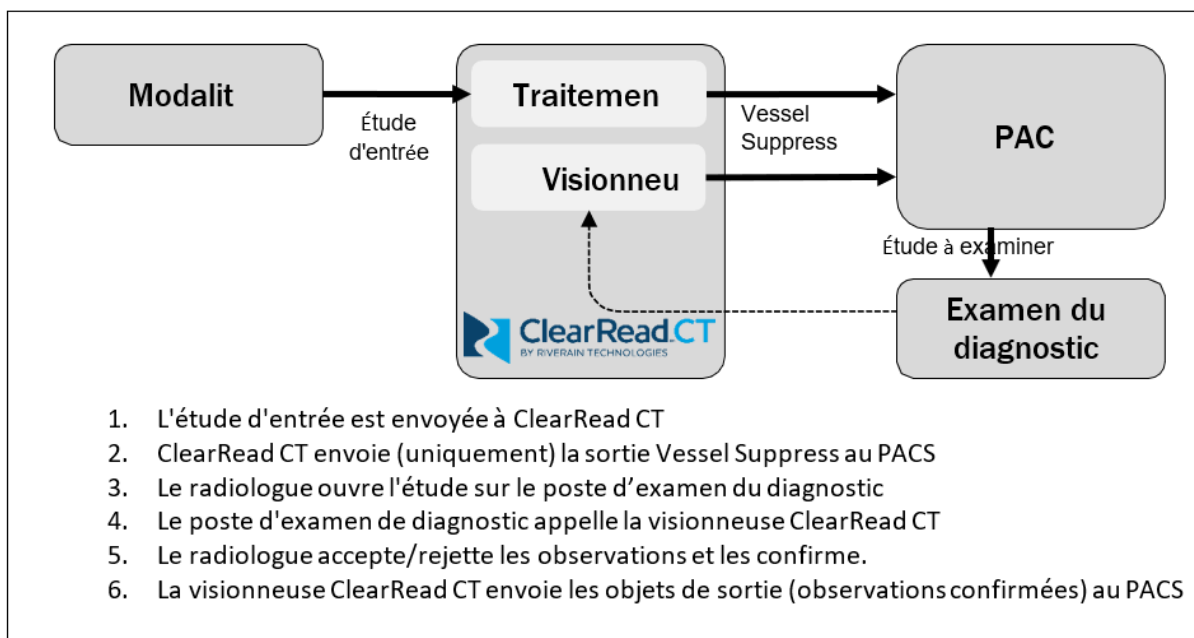 Modalit
Étude
d'entrée
Traitemen
Visionneu
Vessel
Suppress
PAC
Étude à examiner
Examen du
diagnostic
ClearRead CT
BY RIVERAIN TECHNOLOGIES
1. L'étude d'entrée est envoyée à ClearRead CT
2. ClearRead CT envoie (uniquement) la sortie Vessel Suppress au PACS
3. Le radiologue ouvre l'étude sur le poste d’examen du diagnostic
4. Le poste d'examen de diagnostic appelle la visionneuse ClearRead CT
5. Le radiologue accepte/rejette les observations et les confirme.
6. La visionneuse ClearRead CT envoie les objets de sortie (observations confirmées) au PACS